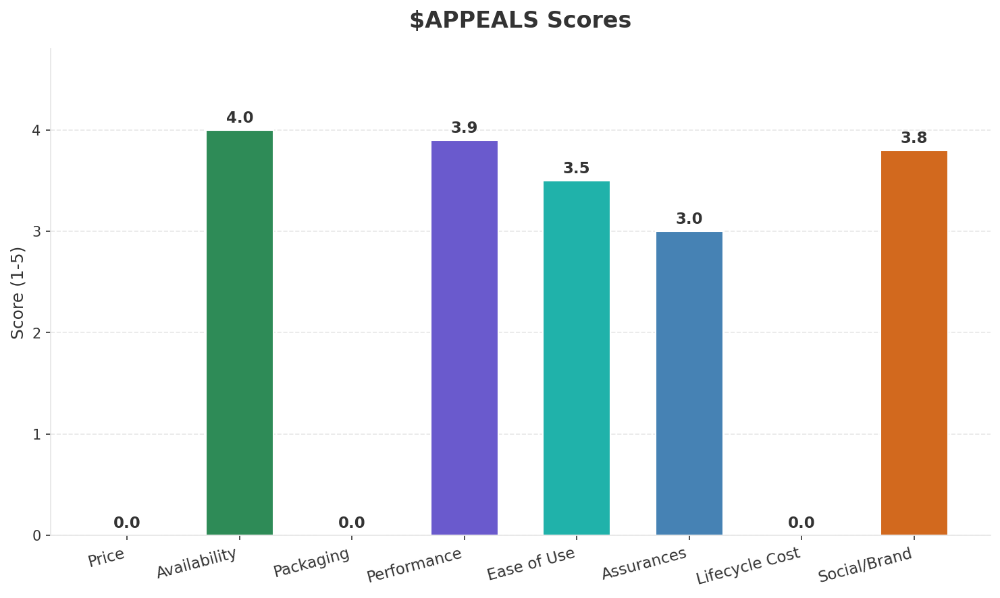 $APPEALS Scores
Score (1-5)
4
3
2
1
0
0.0
4.0
0.0
3.9
3.5
3.0
0.0
3.8
Price
Availability
Packaging
Performance
Ease of Use
Assurances
Lifecycle Cost
Social/Brand